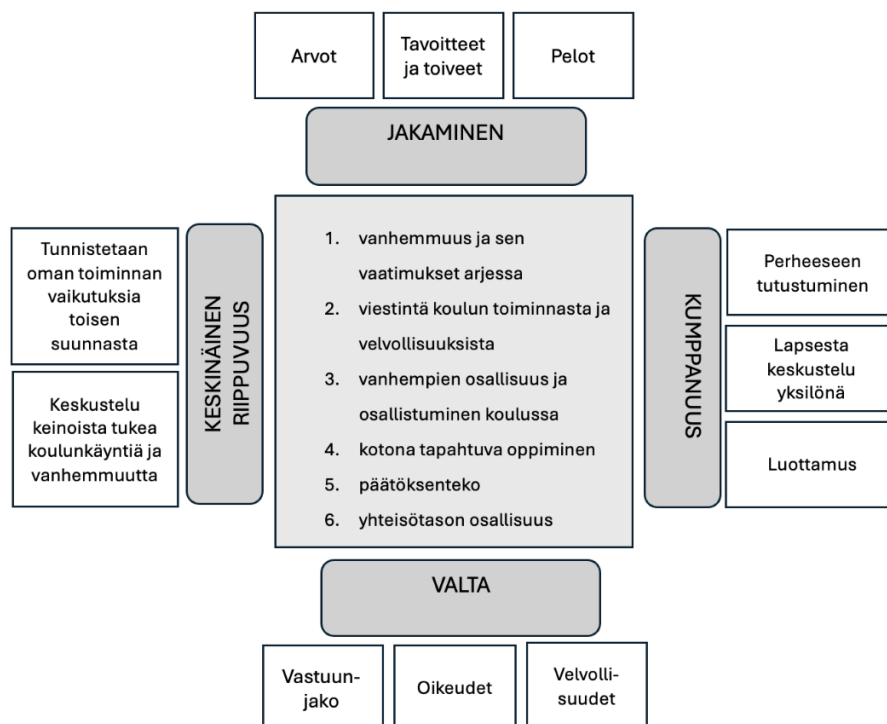 Arvot
Tavoitteet
ja toiveet
Pelot
JAKAMINEN
Tunnistetaan
oman toiminnan
vaikutuksia
toisen
suunnasta
Keskustelu
keinoista tukea
koulunkäyntiä ja
vanhemmuutta
KESKINÄINEN
RIIPPUVUUS
1. vanhemmuus ja sen
vaatimukset arjessa
2. viestintä koulun toiminnasta ja
velvollisuuksista
3. vanhempien osallisuus ja
osallistuminen koulussa
4. kotona tapahtuva oppiminen
5. päätöksenteko
6. yhteisötason osallisuus
KUMPPANUUS
Perheeseen
tutustuminen
Lapsesta
keskustelu
yksilönä
Luottamus
VALTA
Vastuun-
jako
Oikeudet
Velvolli-
suudet